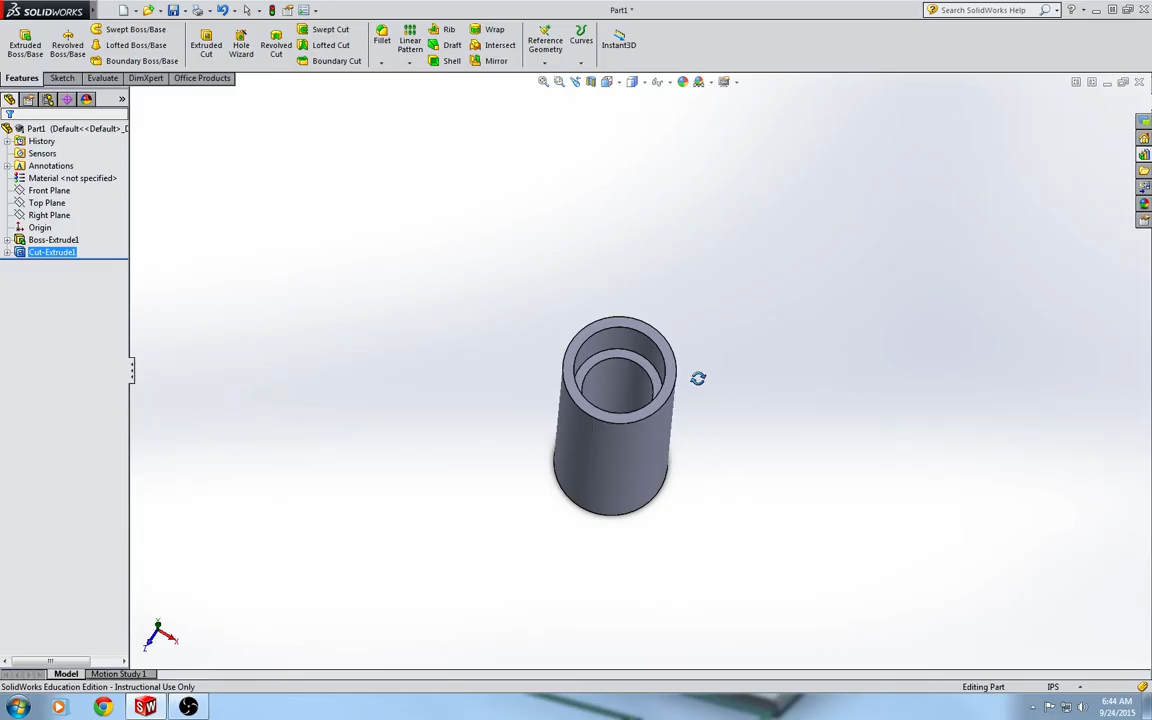 SOLIDWORKS
Part1 *
Search SolidWorks Help
Extruded Boss/Base
Revolved Boss/Base
Swept Boss/Base
Lofted Boss/Base
Boundary Boss/Base
Extruded Cut
Hole Wizard
Revolved Cut
Swept Cut
Lofted Cut
Boundary Cut
Fillet
Linear Pattern
Rib
Draft
Shell
Wrap
Intersect
Mirror
Reference Geometry
Curves
Instant3D
Features
Sketch
Evaluate
DimXpert
Office Products
Part1 (Default<<Default>_D
History
Sensors
Annotations
Material <not specified>
Front Plane
Top Plane
Right Plane
Origin
Boss-Extrude1
Cut-Extrude1
Y
Z
X
Model
Motion Study 1
SolidWorks Education Edition - Instructional Use Only
Editing Part
IPS
6:44 AM
9/24/2015